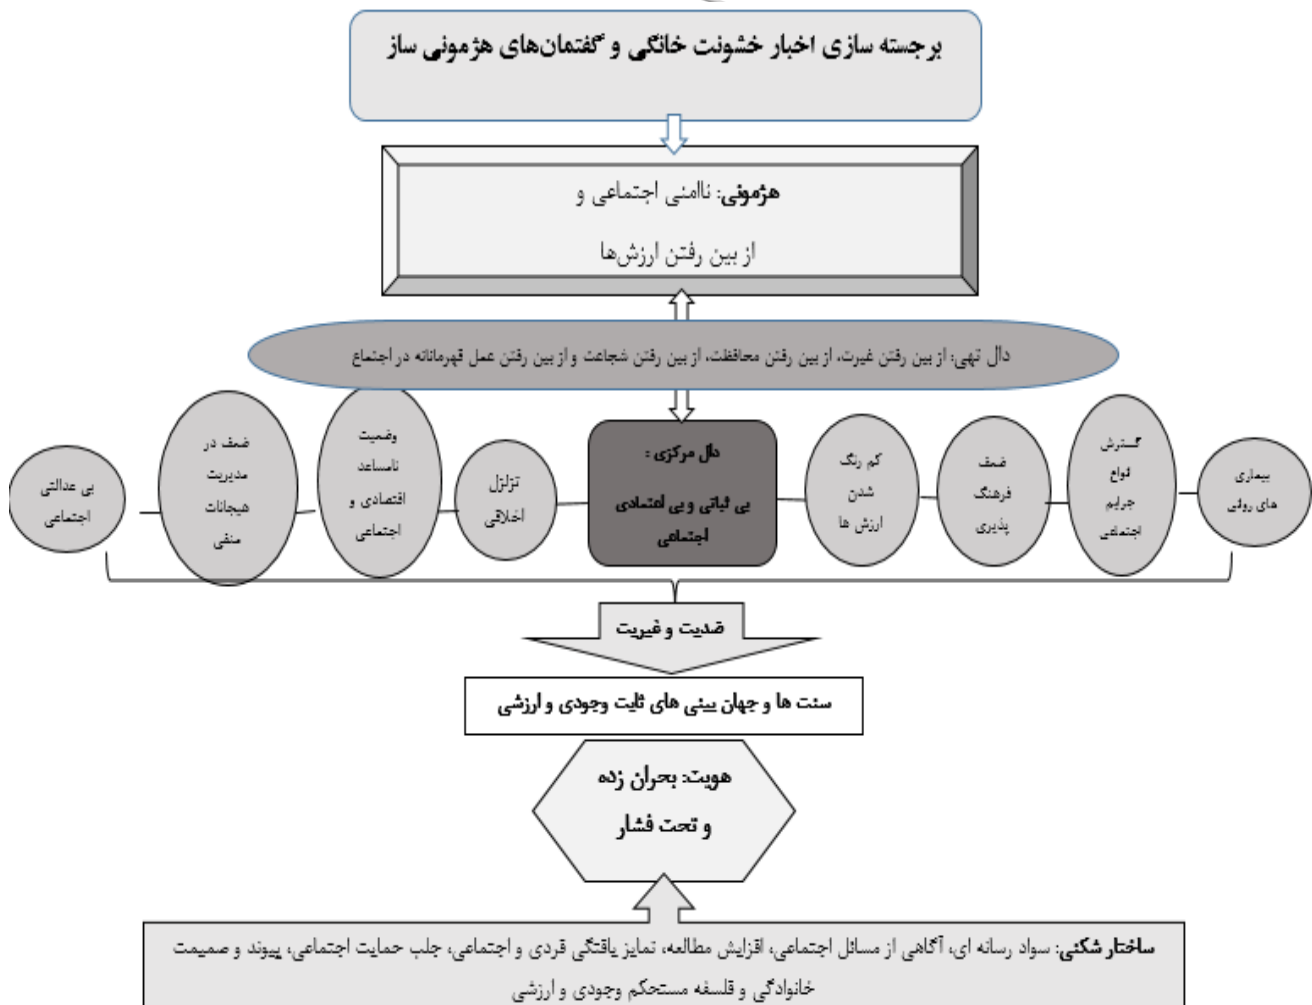 برجسته سازی اخبار خشونت خانگی و گفتمان‌های هژمونی ساز
هژمونی: ناامنی اجتماعی و
از بین رفتن ارزش‌ها
دال تهی: از بین رفتن غیرت، از بین رفتن محافظت، از بین رفتن شجاعت و از بین رفتن عمل قهرمانانه در اجتماع
بیماری
های روانی
گسترش
انواع
جرایم
اجتماعی
ضعف
فرهنگ
پذیری
کم رنگ
شدن
ارزش ها
دال مرکزی :
بی ثباتی و بی اعتمادی
اجتماعی
تزلزل
اخلاقی
وضعیت
نامساعد
اقتصادی و
اجتماعی
ضعف در
مدیریت
هیجانات
منفی
بی عدالتی
اجتماعی
ضدیت و غیریت
سنت ها و جهان بینی های ثابت وجودی و ارزشی
هویت: بحران زده
و تحت فشار
ساختار شکنی: سواد رسانه ای، آگاهی از مسائل اجتماعی، افزایش مطالعه، تمایز یافتگی فردی و اجتماعی، جلب حمایت اجتماعی، پیوند و صمیمت
خانوادگی و فلسفه مستحکم وجودی و ارزشی